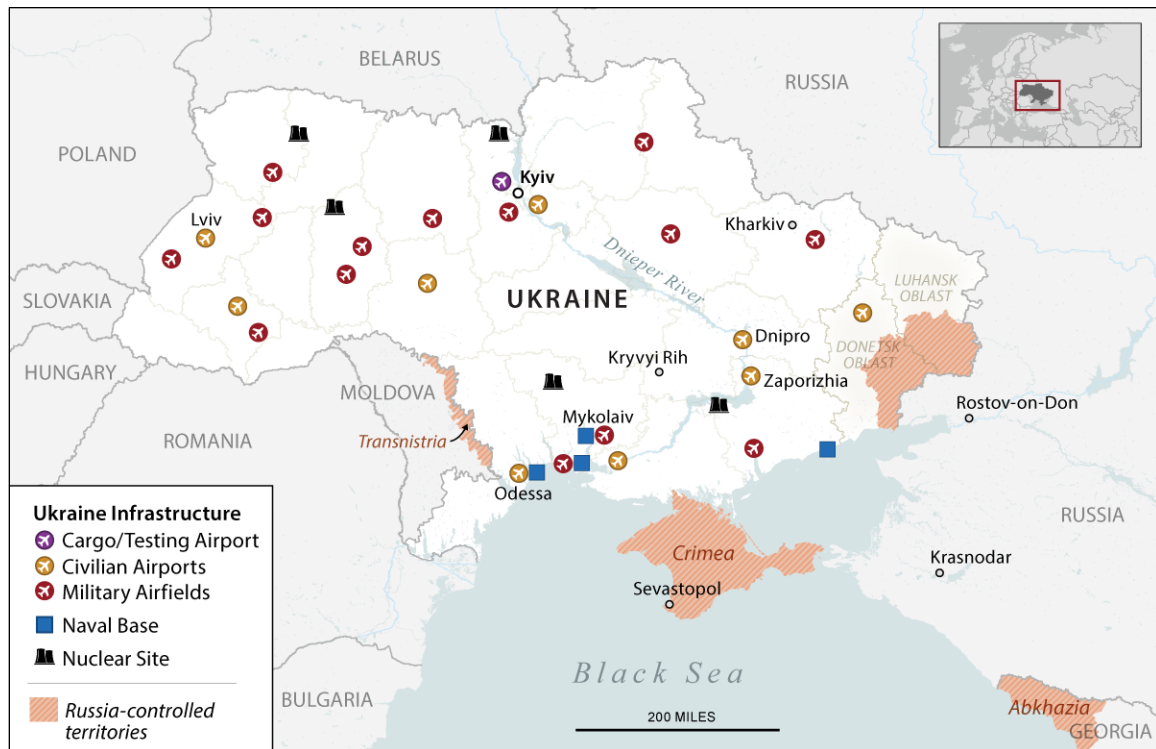 BELARUS
RUSSIA
POLAND
Kyiv
Lviv
Kharkiv
Dnieper River
LUHANSK
OBLAST
SLOVAKIA
UKRAINE
Dnipro
DONETSK
OBLAST
Kryvyi Rih
HUNGARY
MOLDOVA
Zaporizhia
Rostov-on-Don
Mykolaiv
ROMANIA
Transnistria
Odessa
RUSSIA
Crimea
Krasnodar
Sevastopol
Black Sea
BULGARIA
Abkhazia
GEORGIA
200 MILES
Ukraine Infrastructure
Cargo/Testing Airport
Civilian Airports
Military Airfields
Naval Base
Nuclear Site
Russia-controlled
territories